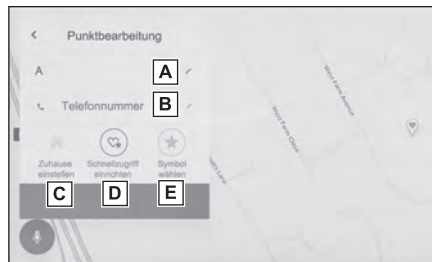 < Punktbearbeitung
A A
Telefonnummer B
Zuhause einstellen
Schnellzugriff einrichten
Symbol wählen
C D E
West Farm Avenue
West Farm Close